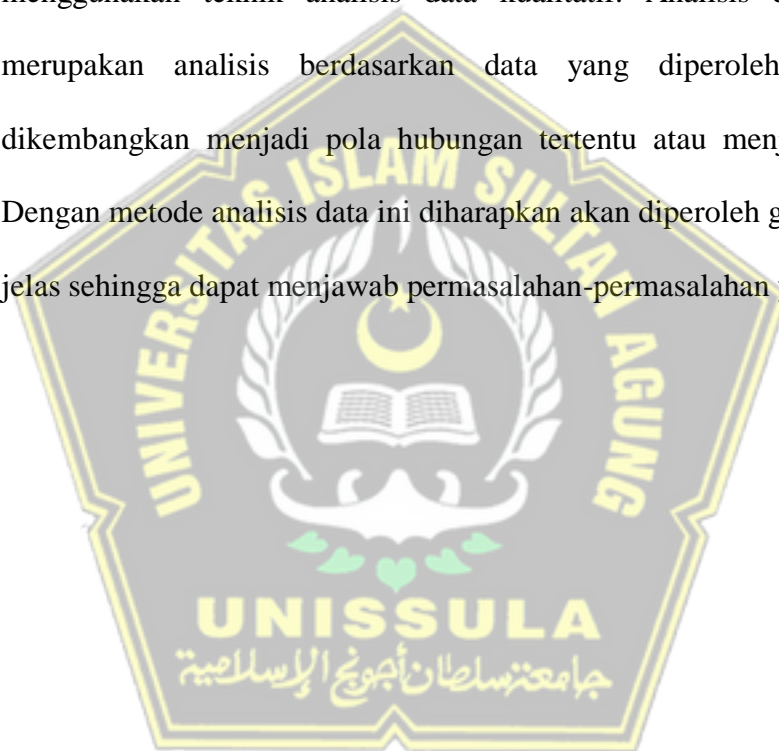 menggunakan teknik analisis data kualitatif. Analisis
merupakan analisis berdasarkan data yang diperoleh
dikembangkan menjadi pola hubungan tertentu atau
Dengan metode analisis data ini diharapkan akan diperoleh
jelas sehingga dapat menjawab permasalahan-permasalahan
UNIVERSITAS ISLAM SULTAN AGUNG
UNISSULA
جامعة سلطان أجونج الإسلامية